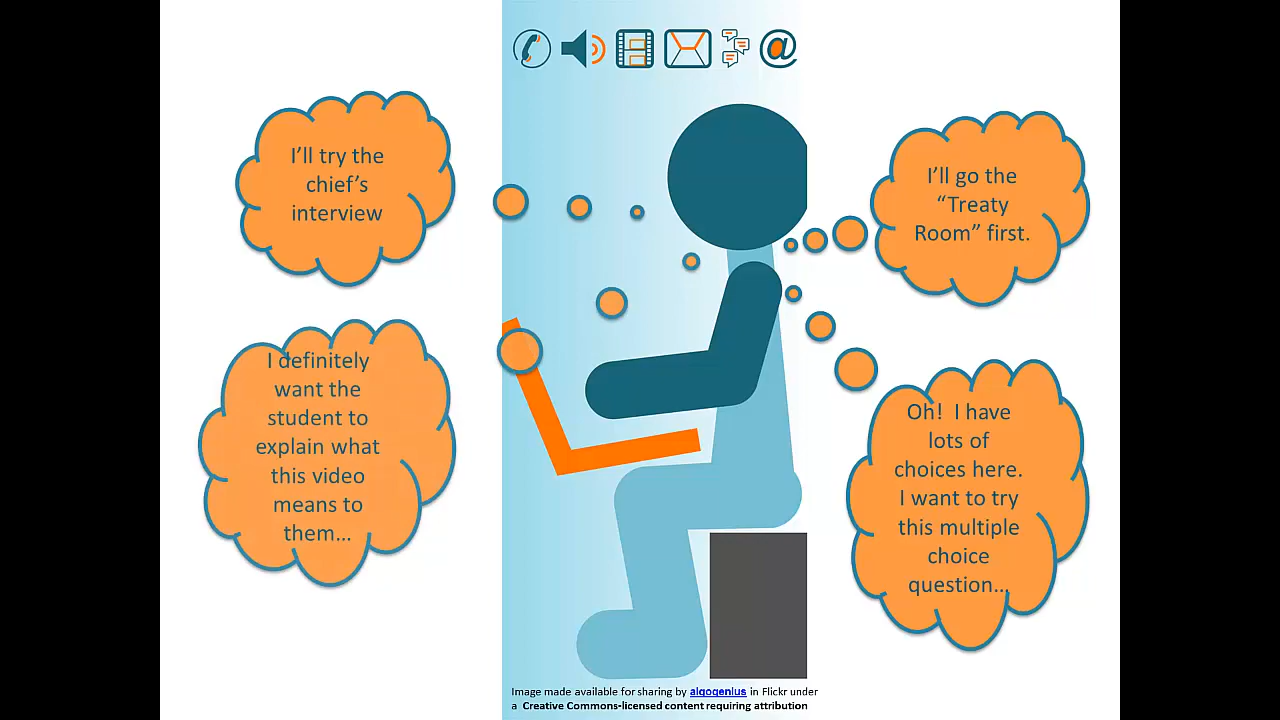 I’ll try the
chief’s
interview
I’ll go the
“Treaty
Room” first.
I definitely
want the
student to
explain what
this video
means to
them…
Oh!  I have
lots of
choices here.
I want to try
this multiple
choice
question…
Image made available for sharing by algogenius in Flickr under
a Creative Commons-licensed content requiring attribution